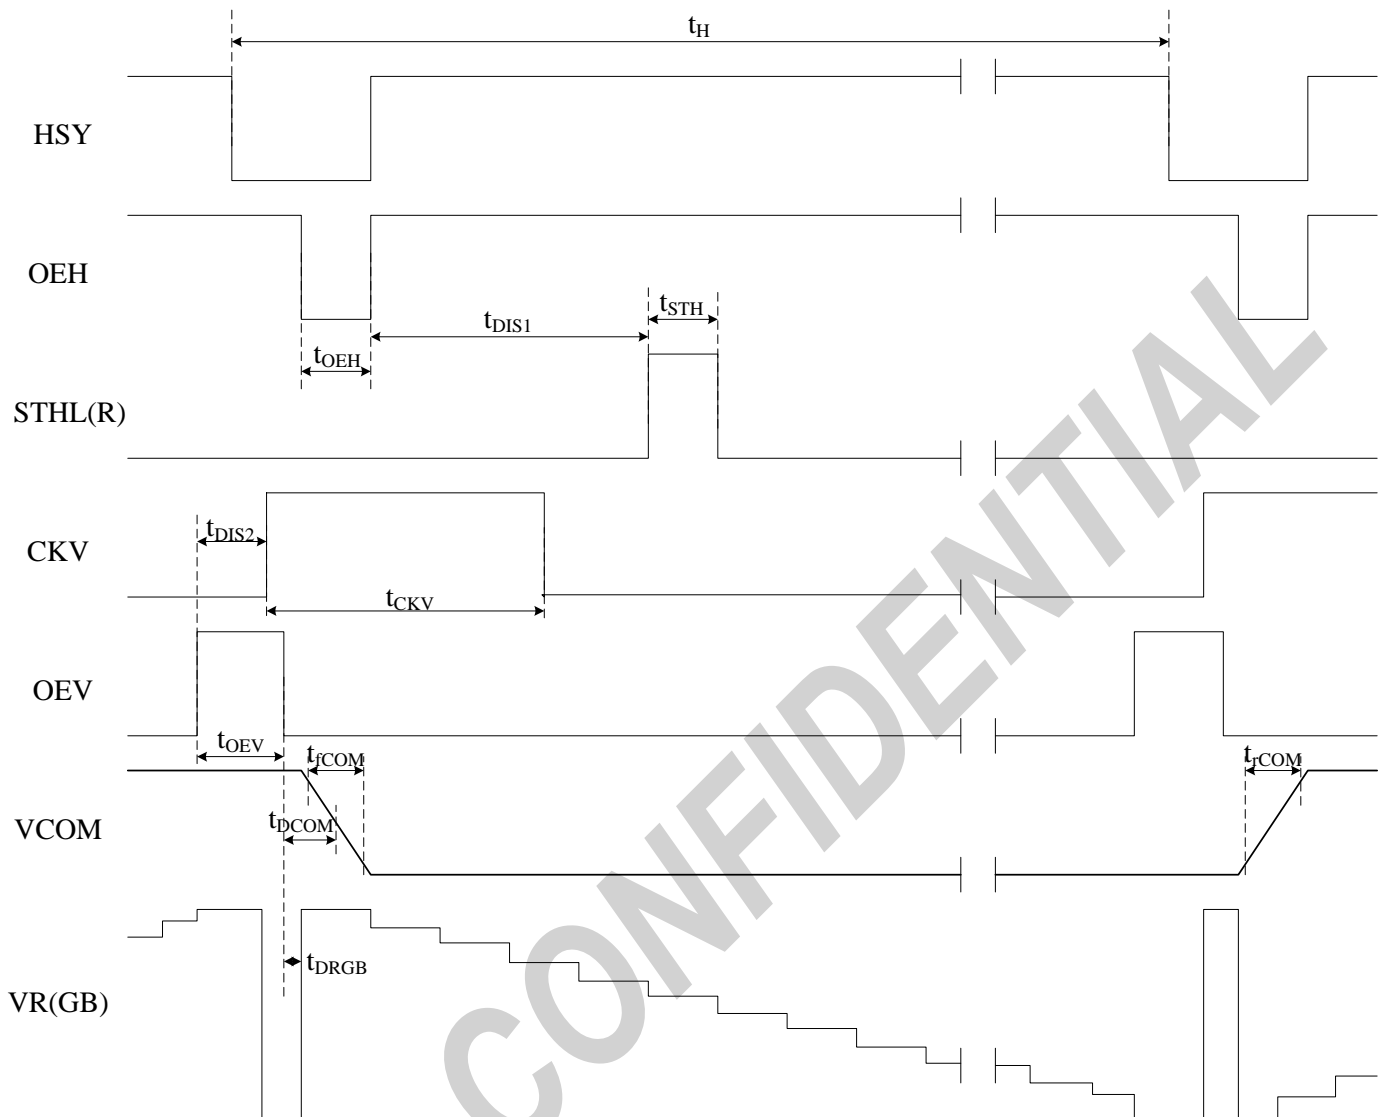 tH
HSY
OEH
tSTH
tDIS1
tOEH
STHL(R)
tDIS2
CKV
tCKV
OEV
tOEV
tfCOM
trCOM
tDCOM
VCOM
tDRGB
VR(GB)
CONFIDENTIAL